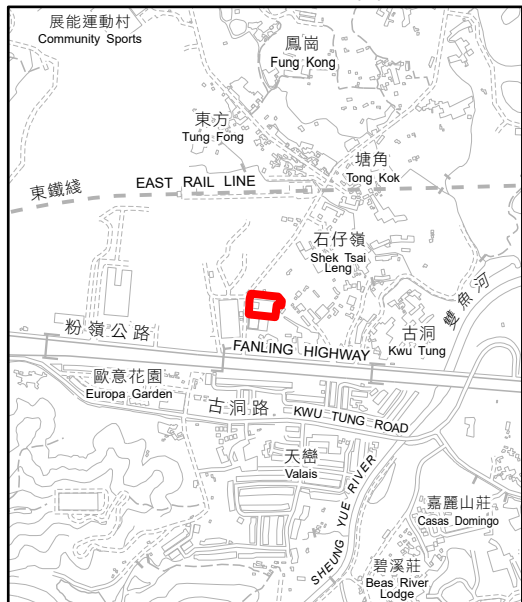 展能運動村
Community Sports
鳳崗
Fung Kong
東方
Tung Fong
塘角
Tong Kok
東鐵綫
EAST RAIL LINE
石仔嶺
Shek Tsai
Leng
雙魚河
粉嶺公路
FANLING HIGHWAY
古洞
Kwu Tung
歐意花園
Europa Garden
古洞路
KWU TUNG ROAD
天巒
Valais
SHEUNG YUE RIVER
嘉麗山莊
Casas Domingo
碧溪莊
Beas River
Lodge